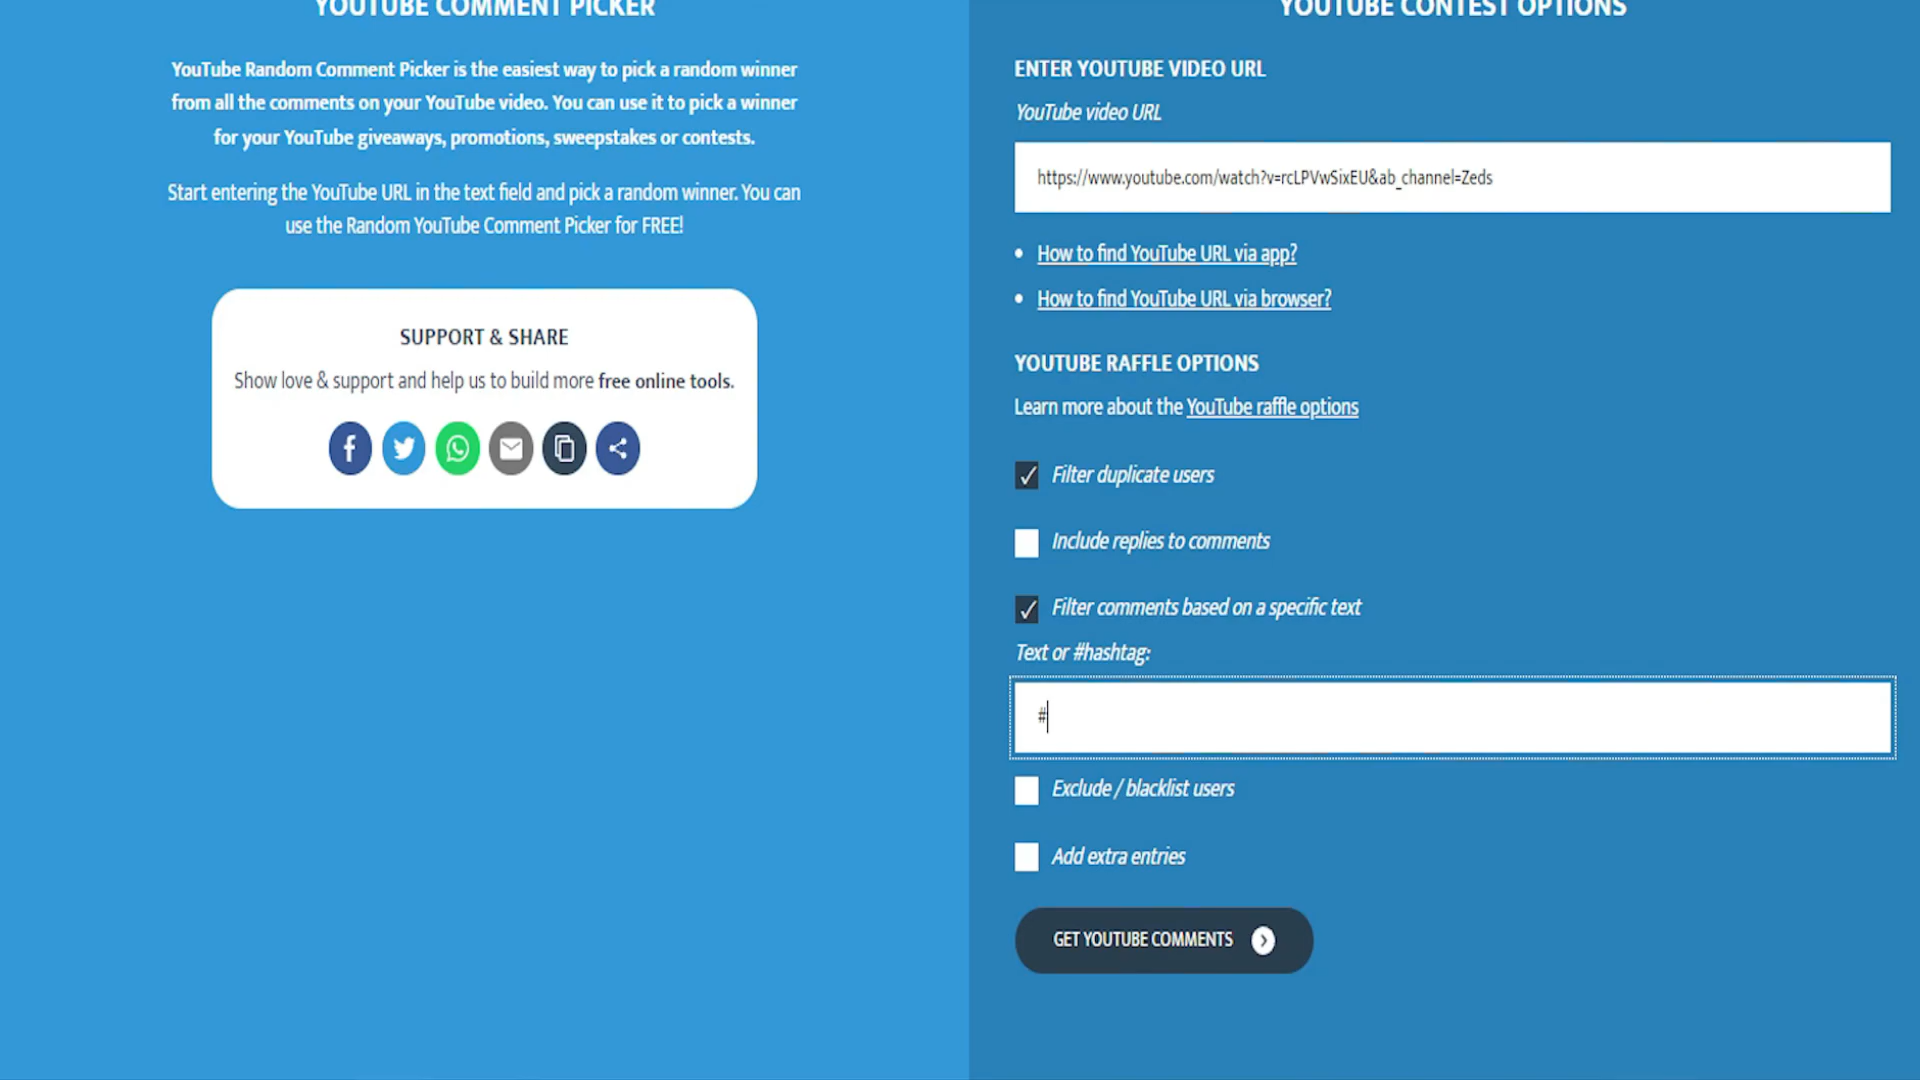 YOUTUBE COMMENT PICKER
YouTube Random Comment Picker is the easiest way to pick a random winner
from all the comments on your YouTube video. You can use it to pick a winner
for your YouTube giveaways, promotions, sweepstakes or contests.
Start entering the YouTube URL in the text field and pick a random winner. You can
use the Random YouTube Comment Picker for FREE!
SUPPORT & SHARE
Show love & support and help us to build more free online tools.
YOUTUBE CONTEST OPTIONS
ENTER YOUTUBE VIDEO URL
YouTube video URL
https://www.youtube.com/watch?v=rcLPVwSixEU&ab_channel=Zeds
How to find YouTube URL via app?
How to find YouTube URL via browser?
YOUTUBE RAFFLE OPTIONS
Learn more about the YouTube raffle options
Filter duplicate users
Include replies to comments
Filter comments based on a specific text
Text or #hashtag:
#
Exclude / blacklist users
Add extra entries
GET YOUTUBE COMMENTS